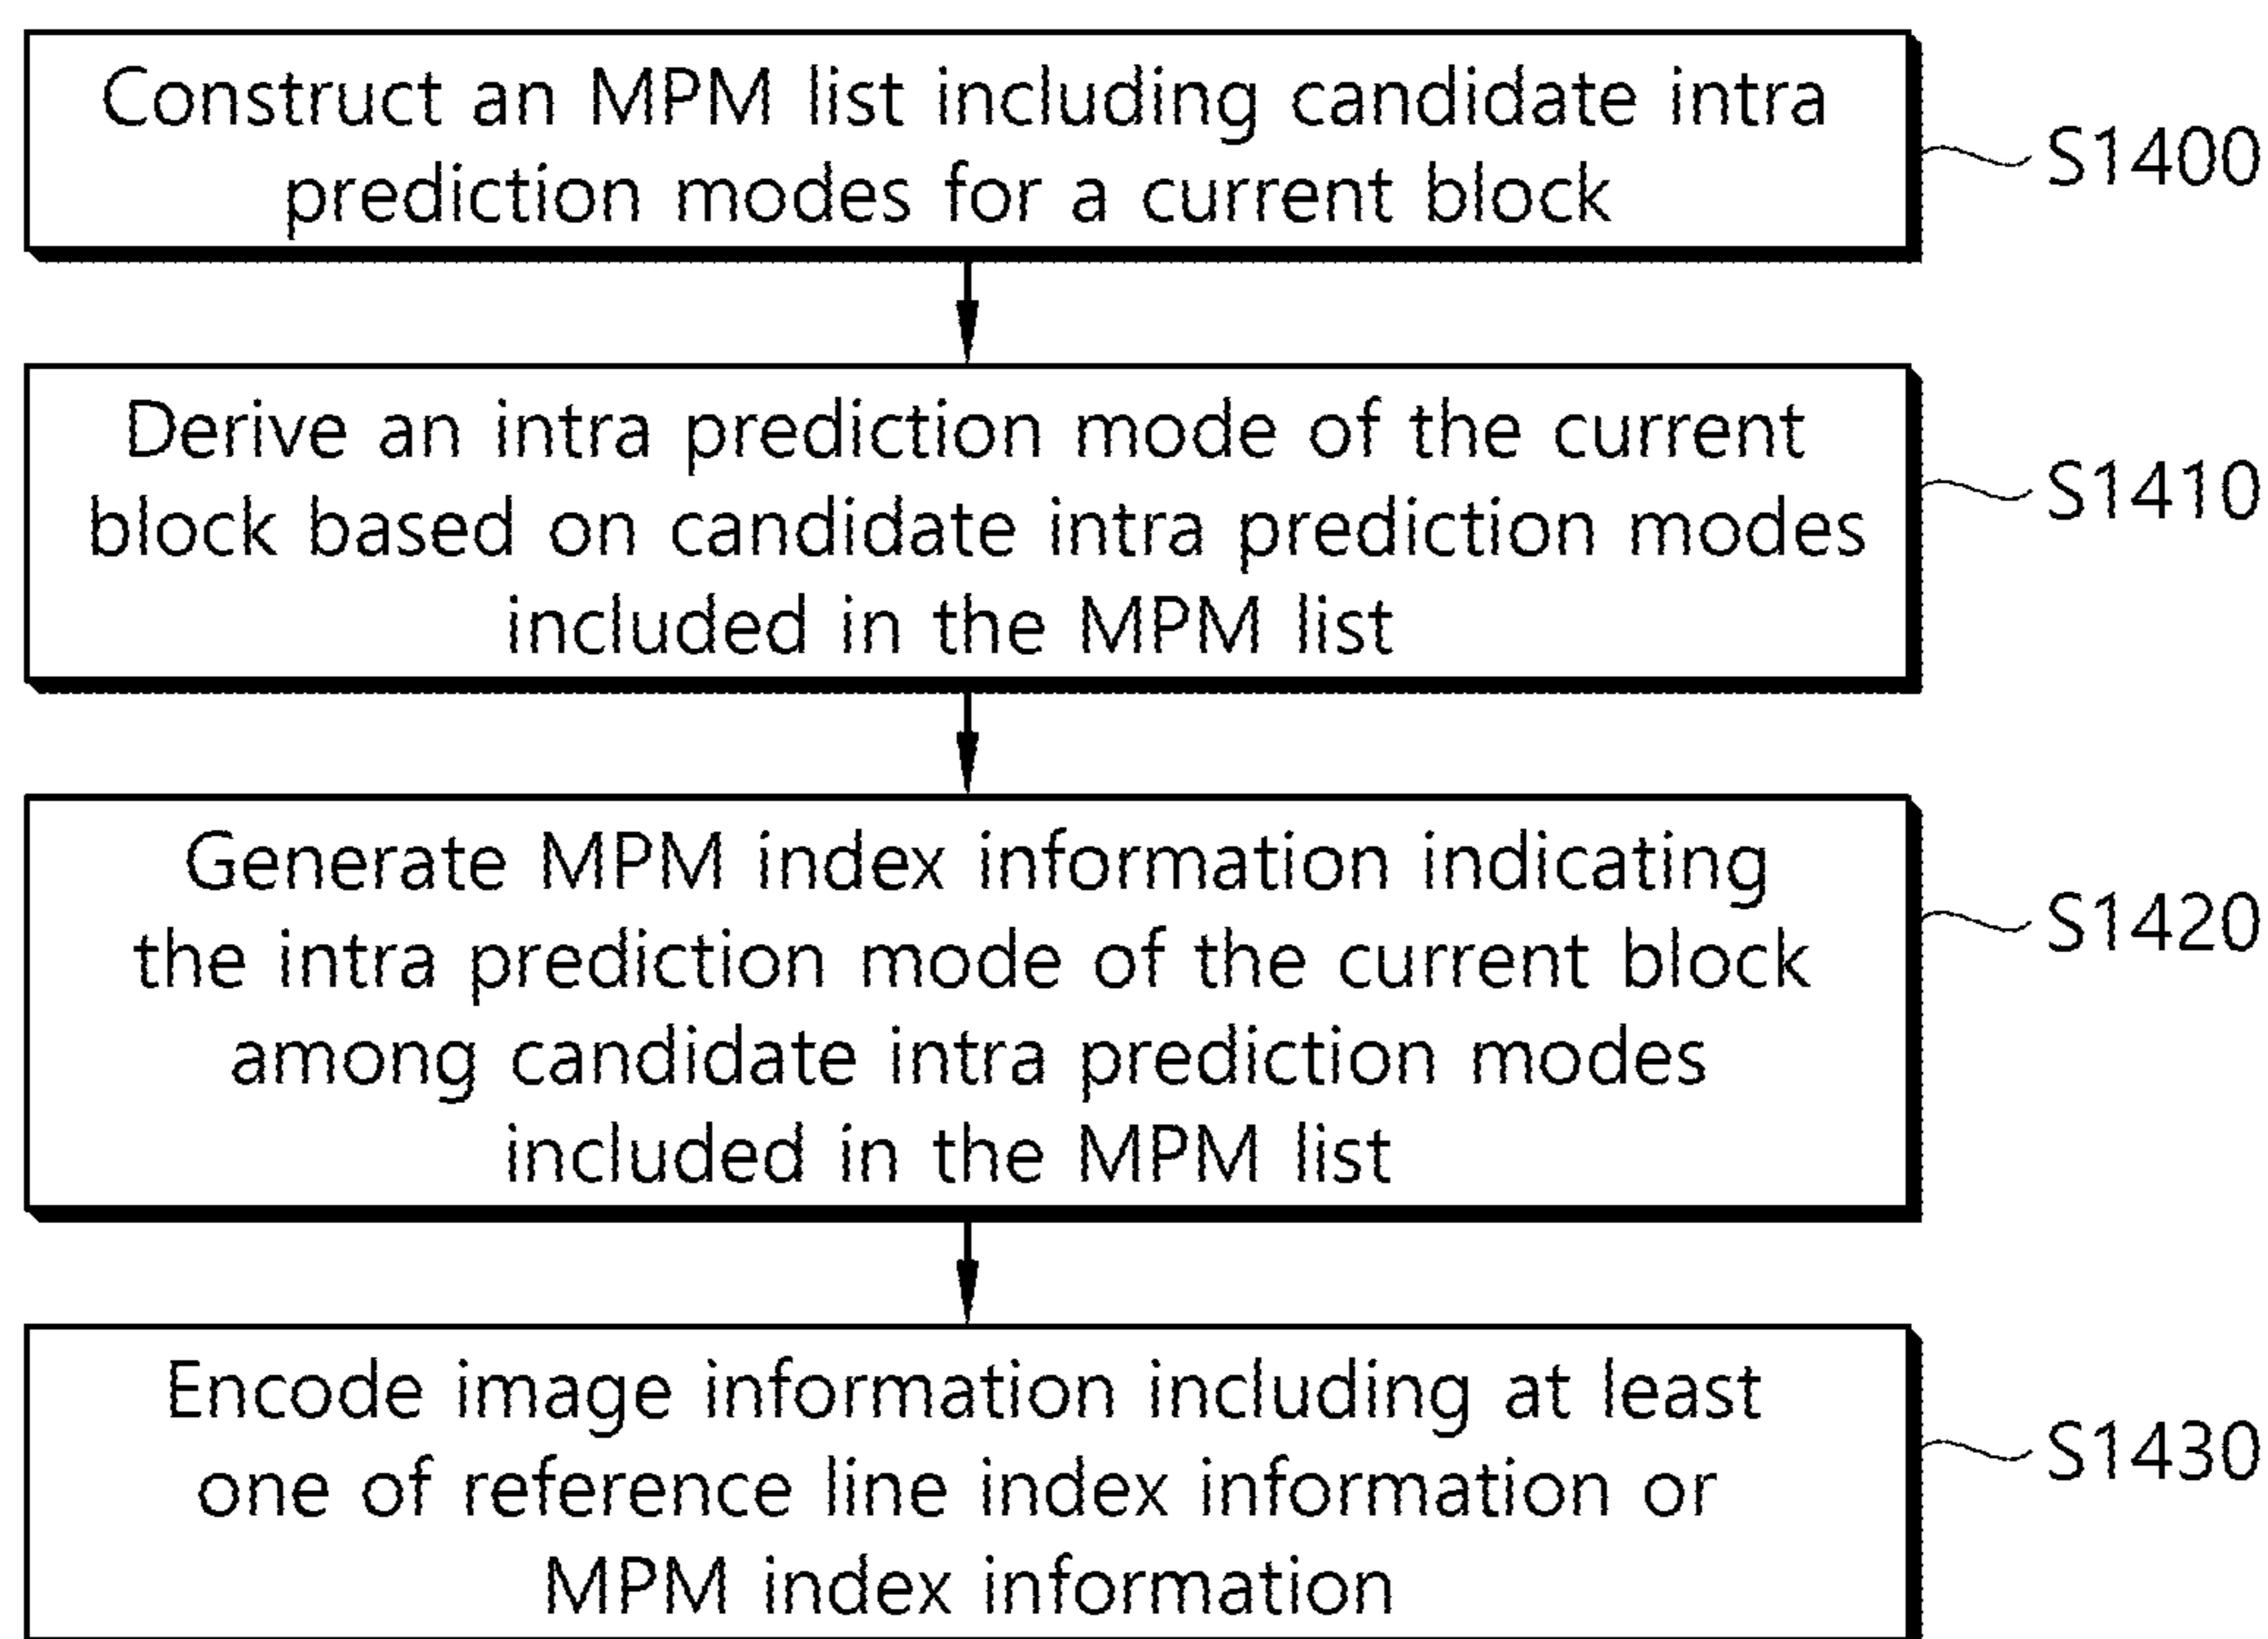 Construct an MPM list including candidate intra
prediction modes for a current block
S1400
Derive an intra prediction mode of the current
block based on candidate intra prediction modes
included in the MPM list
S1410
Generate MPM index information indicating
the intra prediction mode of the current block
among candidate intra prediction modes
included in the MPM list
S1420
Encode image information including at least
one of reference line index information or
MPM index information
S1430